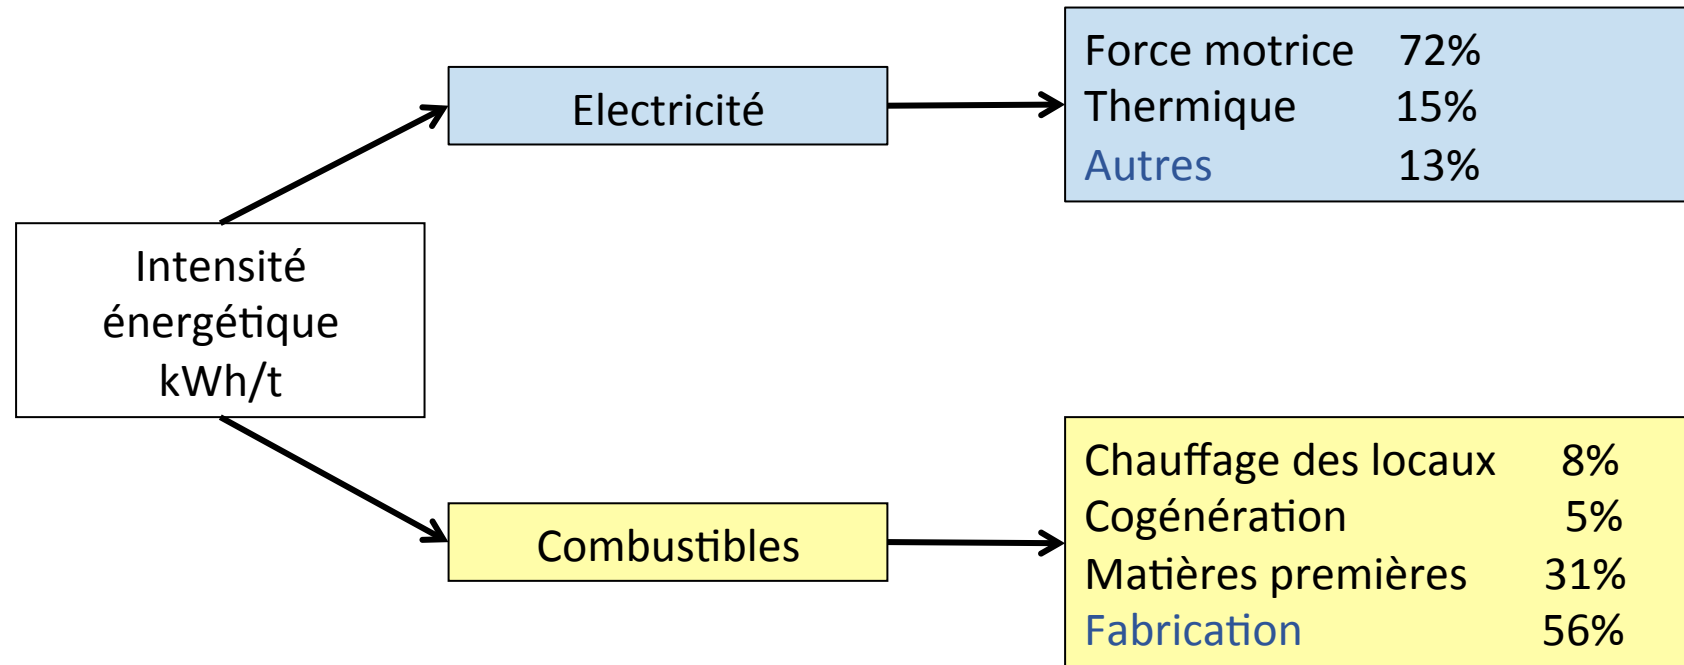 Force motrice 72%
Electricité
Thermique 15%
Autres 13%
Intensité
énergétique
kWh/t
Chauffage des locaux 8%
Cogénération 5%
Combustibles
Matières premières 31%
Fabrication 56%